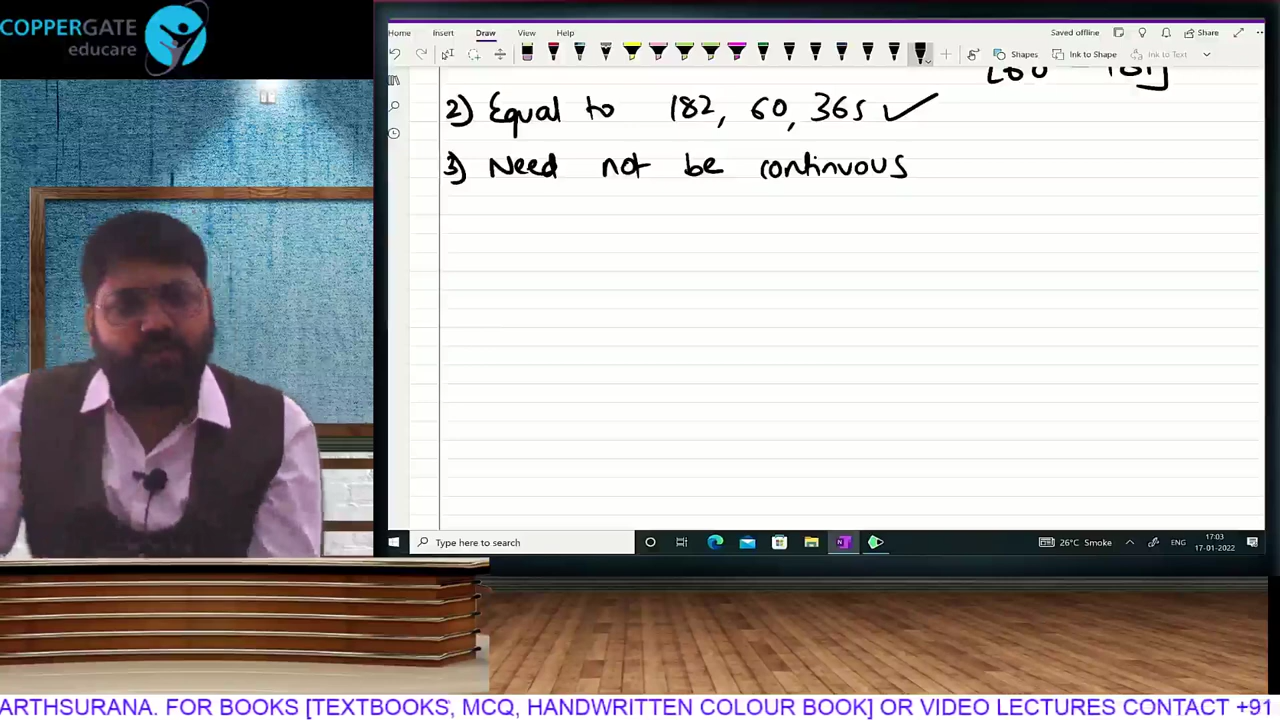 COPPERGATE
educare
Home Insert Draw View Help Saved offline Share
Shapes Ink to Shape Ink to Text
2) Equal to 182, 60, 365 ✓
3) Need not be continuous
Type here to search
26°C Smoke ENG 17:03
17-01-2022
ARTHSURANA. FOR BOOKS [TEXTBOOKS, MCQ, HANDWRITTEN COLOUR BOOK] OR VIDEO LECTURES CONTACT +91